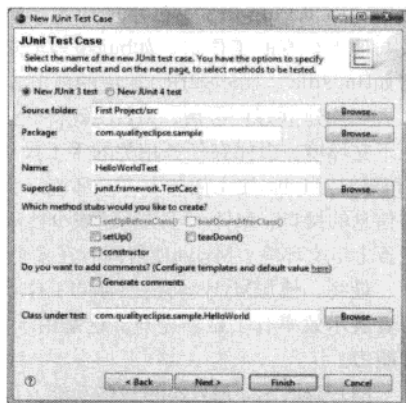 New JUnit Test Case
JUnit Test Case
Select the name of the new JUnit test case. You have the options to specify
the class under test and on the next page, to select methods to be tested.
New JUnit 3 test New JUnit 4 test
Source folder: First Project/src Browse...
Package: com.qualityeclipse.sample Browse...
Name: HelloWorldTest
Superclass: junit.framework.TestCase Browse...
Which method stubs would you like to create?
setUpBeforeClass() tearDownAfterClass()
setUp() tearDown()
constructor
Do you want to add comments? (Configure templates and default value here)
Generate comments
Class under test: com.qualityeclipse.sample.HelloWorld Browse...
? < Back Next > Finish Cancel